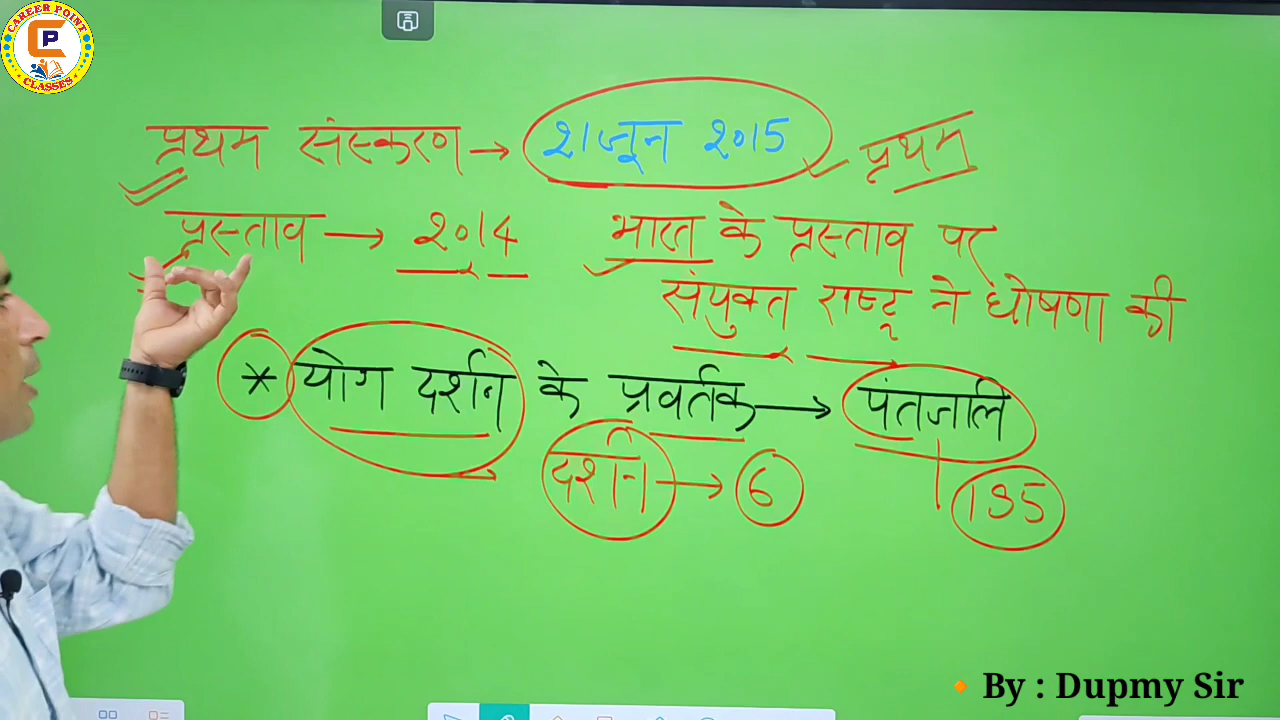 CAREER POINT
CP
CLASSES
प्रथम संस्करण → 21 जून 2015 प्रथम
प्रस्ताव → 2014 भारत के प्रस्ताव पर
संयुक्त राष्ट्र ने घोषणा की
* योग दर्शन के प्रवर्तक → पंतजलि
दर्शन → 6 195
By : Dupmy Sir